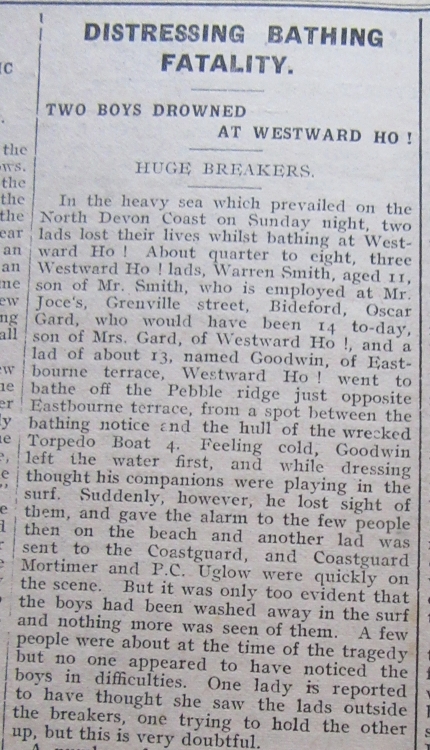 DISTRESSING BATHING
FATALITY.
TWO BOYS DROWNED
AT WESTWARD HO !
HUGE BREAKERS.
In the heavy sea which prevailed on the
North Devon Coast on Sunday night, two
lads lost their lives whilst bathing at West-
ward Ho ! About quarter to eight, three
Westward Ho ! lads, Warren Smith, aged 11,
son of Mr. Smith, who is employed at Mr.
Joce's, Grenville street, Bideford, Oscar
Gard, who would have been 14 to-day,
son of Mrs. Gard, of Westward Ho !, and a
lad of about 13, named Goodwin, of East-
bourne terrace, Westward Ho ! went to
bathe off the Pebble ridge just opposite
Eastbourne terrace, from a spot between the
bathing notice and the hull of the wrecked
Torpedo Boat 4. Feeling cold, Goodwin
left the water first, and while dressing
thought his companions were playing in the
surf. Suddenly, however, he lost sight of
them, and gave the alarm to the few people
then on the beach and another lad was
sent to the Coastguard, and Coastguard
Mortimer and P.C. Uglow were quickly on
the scene. But it was only too evident that
the boys had been washed away in the surf
and nothing more was seen of them. A few
people were about at the time of the tragedy
but no one appeared to have noticed the
boys in difficulties. One lady is reported
to have thought she saw the lads outside
the breakers, one trying to hold the other
up, but this is very doubtful.